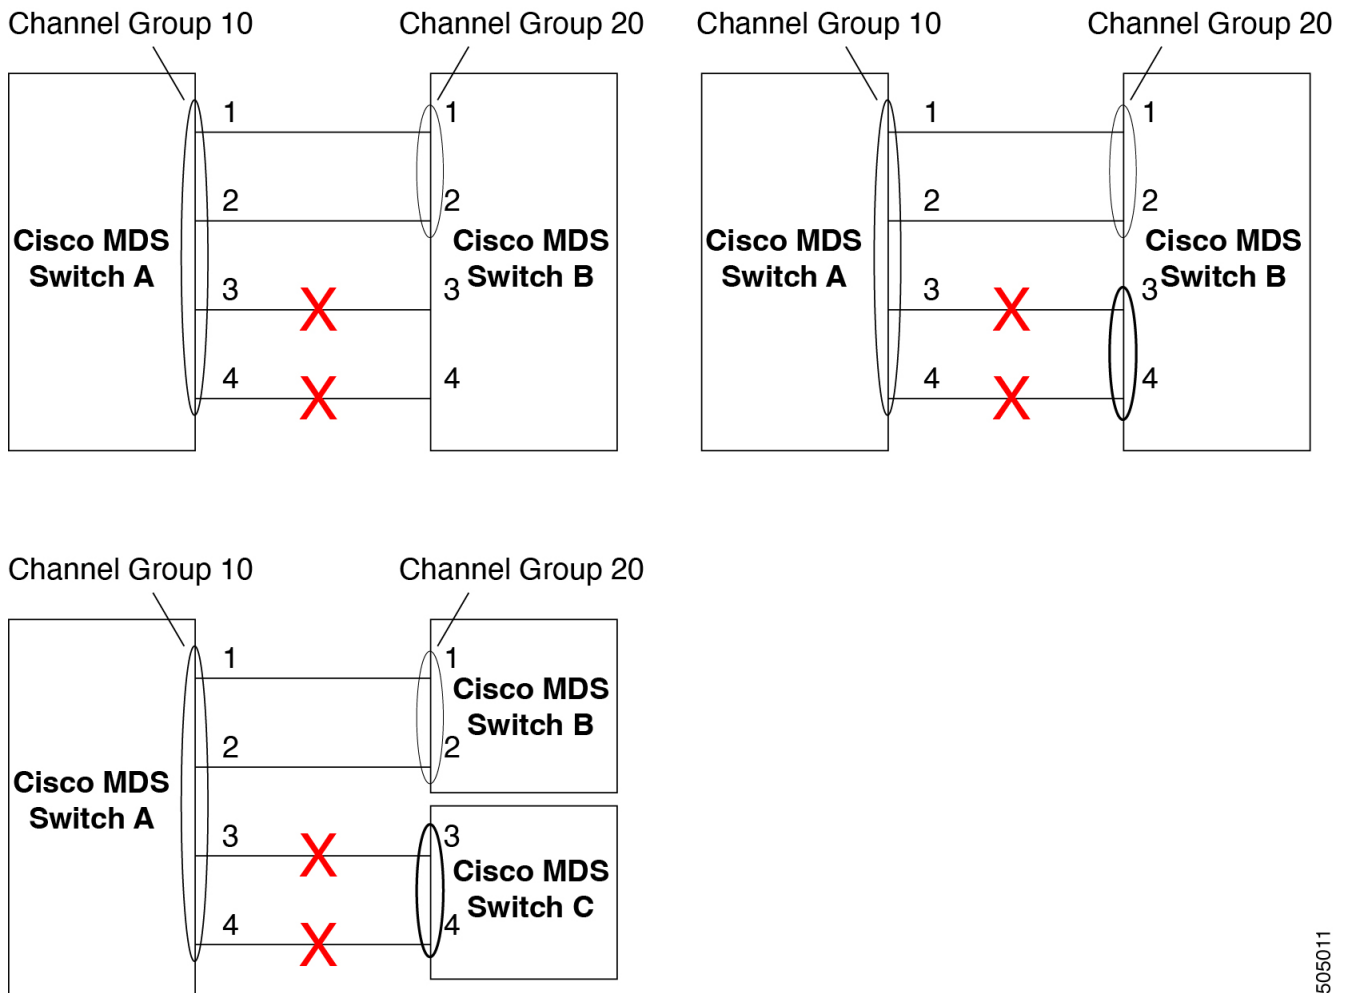 Channel Group 10
Channel Group 20
1
1
2
2
Cisco MDS
Switch A
Cisco MDS
Switch B
3
X
3
4
X
4
Channel Group 10
Channel Group 20
1
1
2
2
Cisco MDS
Switch A
Cisco MDS
Switch B
3
X
3
4
X
4
Channel Group 10
Channel Group 20
1
1
Cisco MDS
Switch B
2
2
Cisco MDS
Switch A
3
X
3
Cisco MDS
Switch C
4
X
4
505011